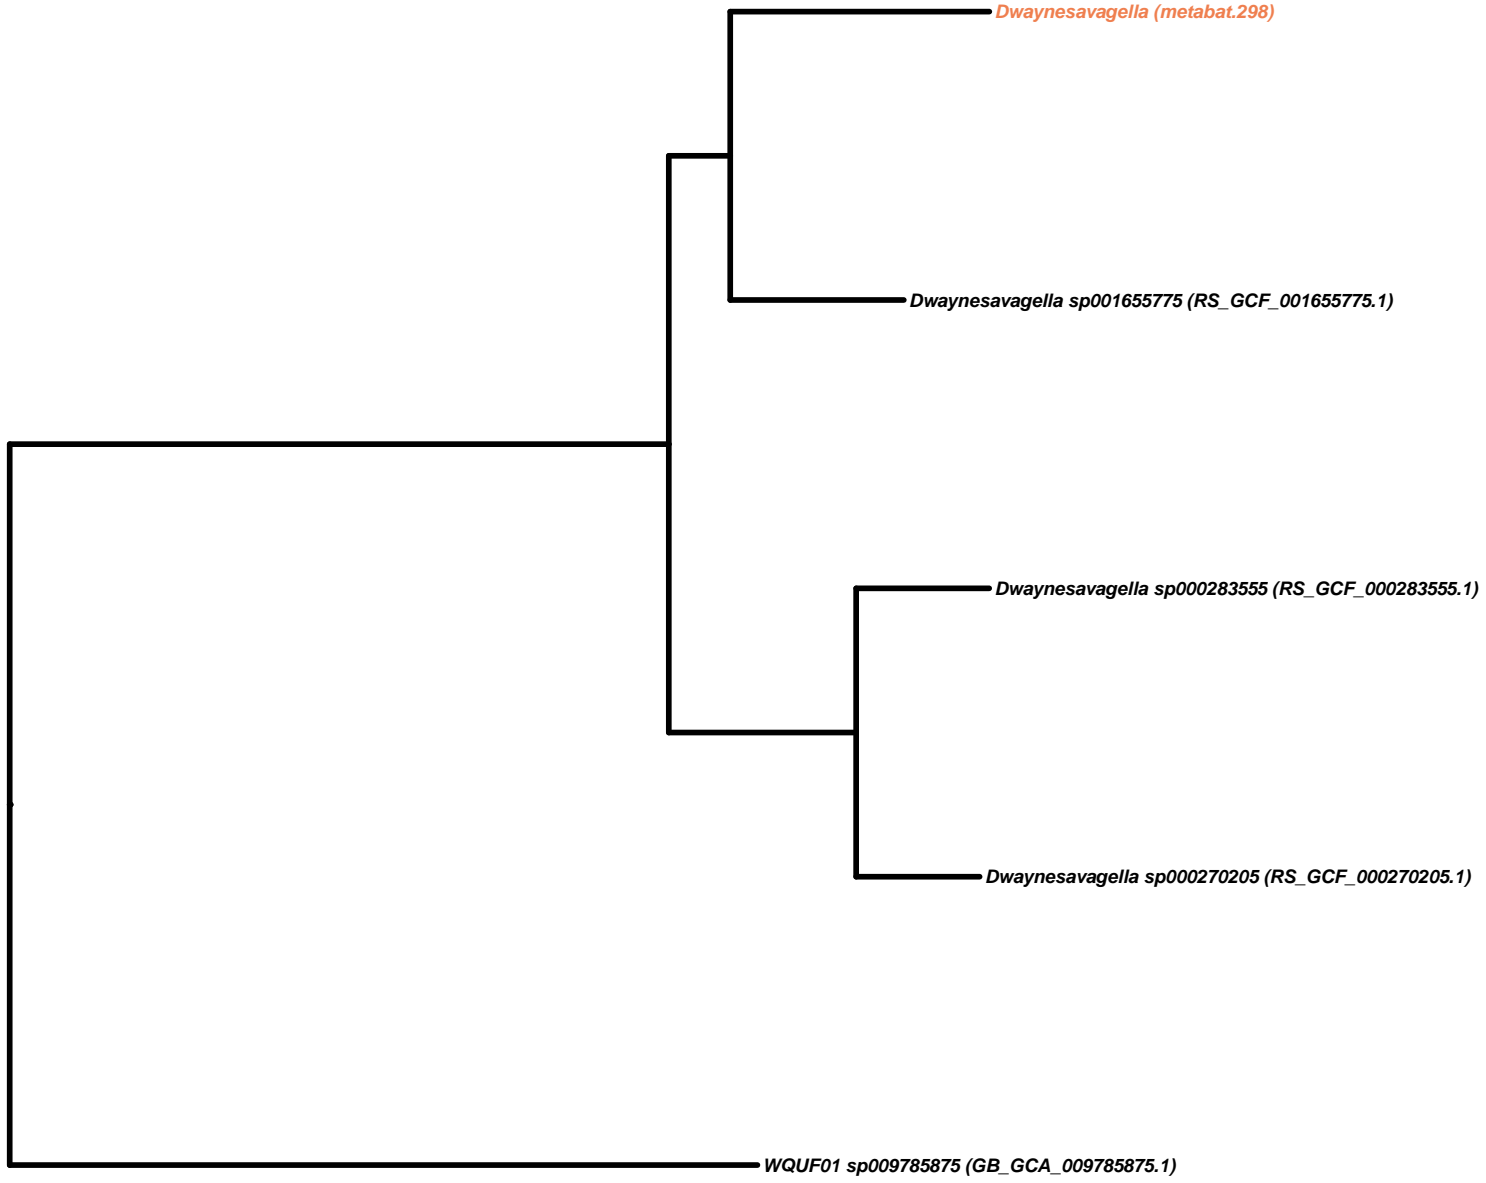 Dwaynesavagella (metabat.298)
Dwaynesavagella sp001655775 (RS_GCF_001655775.1)
Dwaynesavagella sp000283555 (RS_GCF_000283555.1)
Dwaynesavagella sp000270205 (RS_GCF_000270205.1)
WQUF01 sp009785875 (GB_GCA_009785875.1)